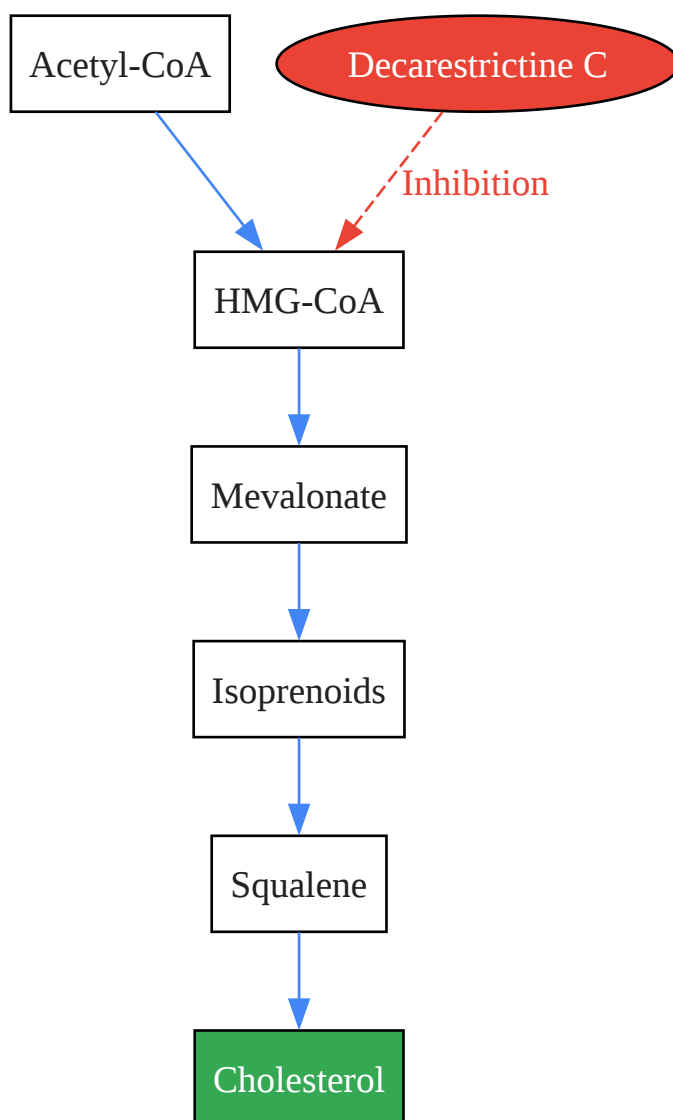 Acetyl-CoA
Decarestrictine C
Inhibition
HMG-CoA
Mevalonate
Isoprenoids
Squalene
Cholesterol